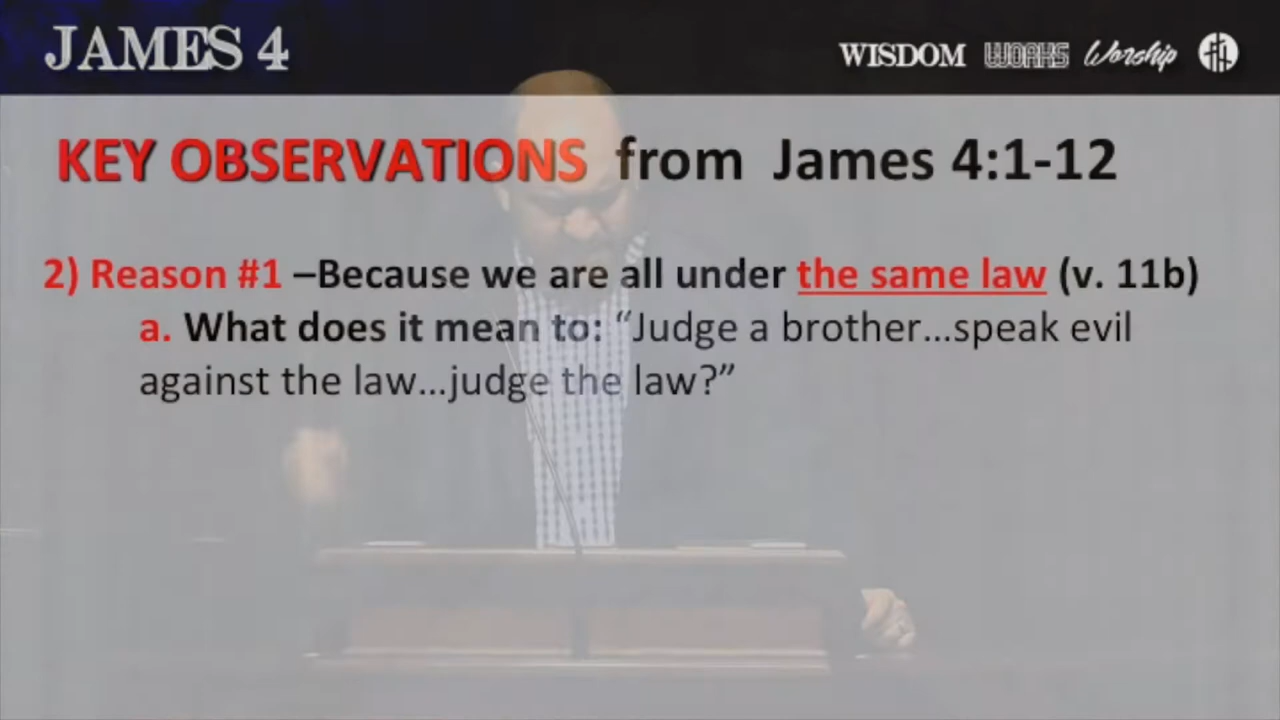 JAMES 4
WISDOM WORKS Worship
KEY OBSERVATIONS from James 4:1-12
2) Reason #1 –Because we are all under the same law (v. 11b)
a. What does it mean to: “Judge a brother...speak evil
against the law...judge the law?”